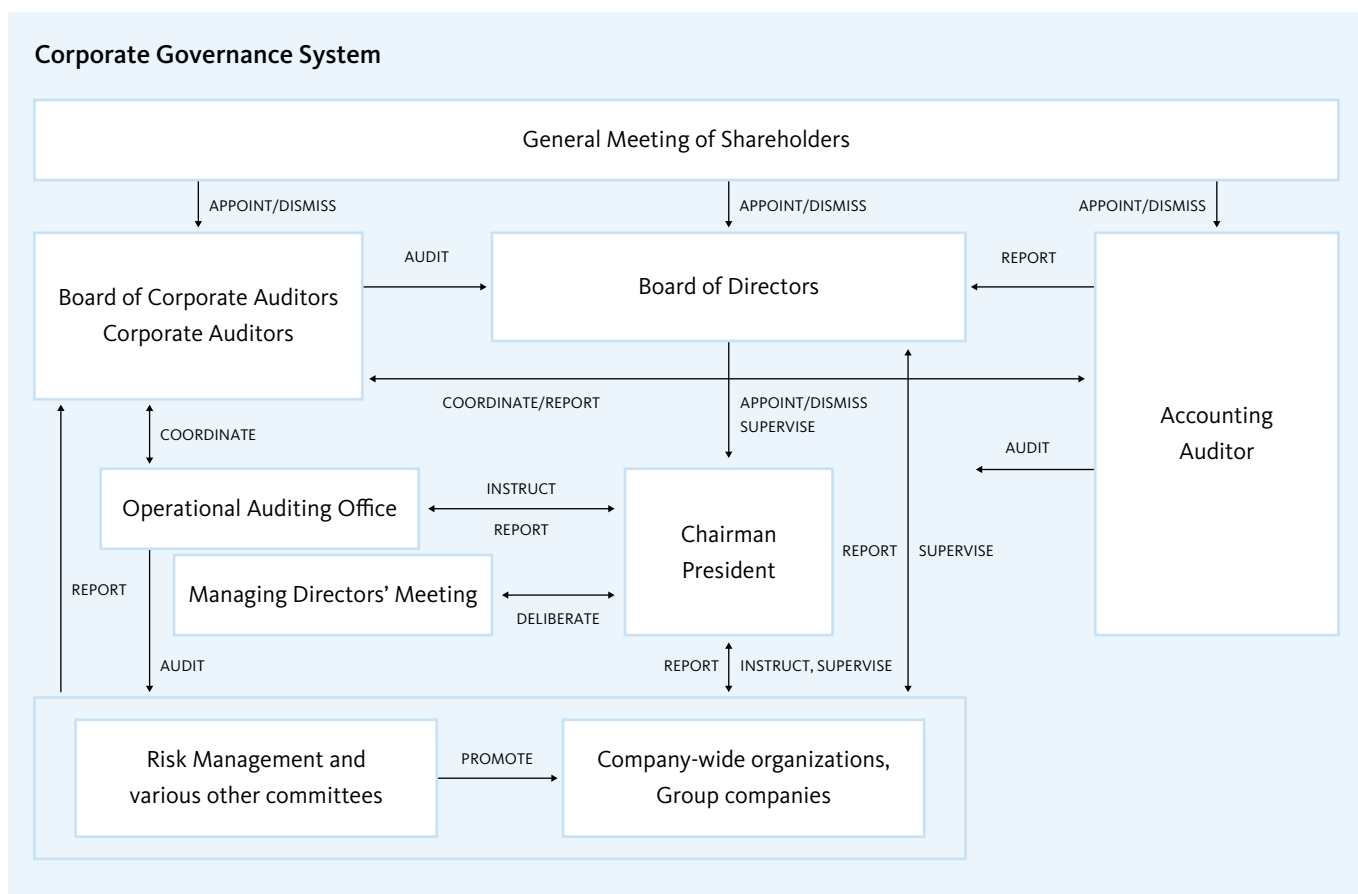 Corporate Governance System
General Meeting of Shareholders
APPOINT/DISMISS
APPOINT/DISMISS
APPOINT/DISMISS
Board of Corporate Auditors
Corporate Auditors
AUDIT
Board of Directors
REPORT
Accounting
Auditor
COORDINATE/REPORT
APPOINT/DISMISS
SUPERVISE
COORDINATE
AUDIT
Operational Auditing Office
INSTRUCT
REPORT
Chairman
President
REPORT
SUPERVISE
Managing Directors’ Meeting
DELIBERATE
REPORT
AUDIT
REPORT
INSTRUCT, SUPERVISE
Risk Management and
various other committees
PROMOTE
Company-wide organizations,
Group companies